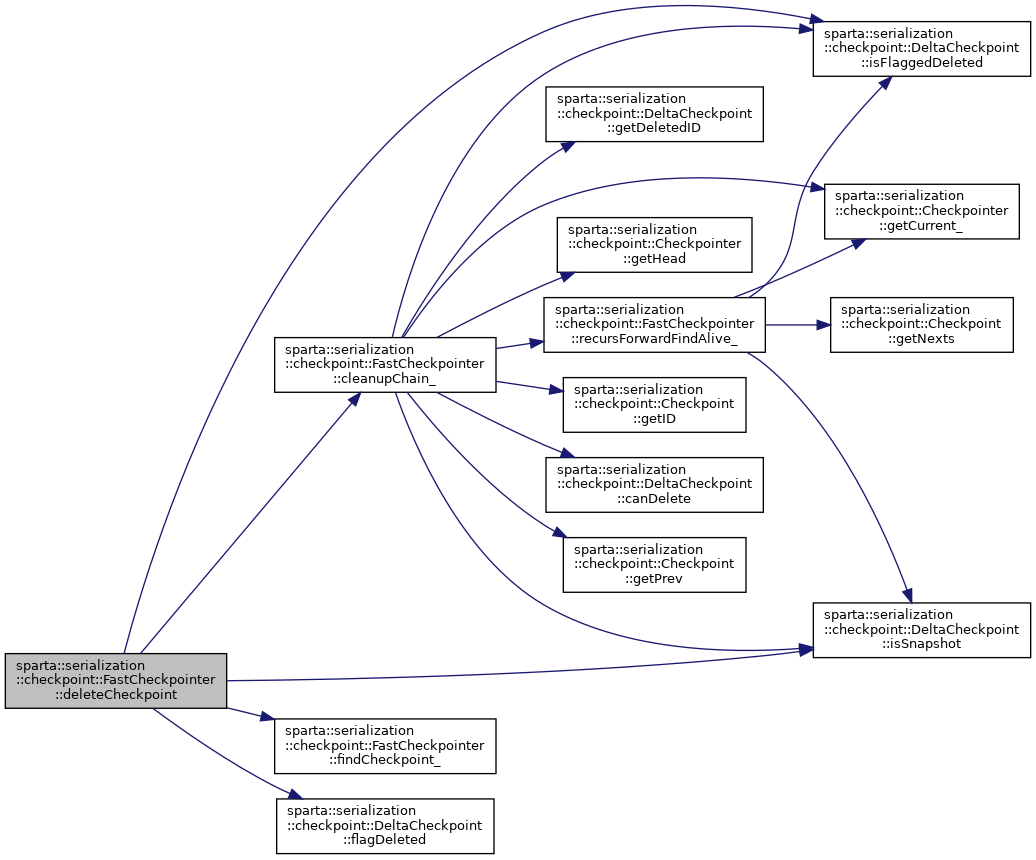 sparta::serialization
::checkpoint::DeltaCheckpoint
::isFlaggedDeleted
sparta::serialization
::checkpoint::DeltaCheckpoint
::getDeletedID
sparta::serialization
::checkpoint::Checkpointer
::getCurrent_
sparta::serialization
::checkpoint::Checkpointer
::getHead
sparta::serialization
::checkpoint::FastCheckpointer
::recursForwardFindAlive_
sparta::serialization
::checkpoint::Checkpoint
::getNexts
sparta::serialization
::checkpoint::FastCheckpointer
::cleanupChain_
sparta::serialization
::checkpoint::Checkpoint
::getID
sparta::serialization
::checkpoint::DeltaCheckpoint
::canDelete
sparta::serialization
::checkpoint::Checkpoint
::getPrev
sparta::serialization
::checkpoint::DeltaCheckpoint
::isSnapshot
sparta::serialization
::checkpoint::FastCheckpointer
::deleteCheckpoint
sparta::serialization
::checkpoint::FastCheckpointer
::findCheckpoint_
sparta::serialization
::checkpoint::DeltaCheckpoint
::flagDeleted